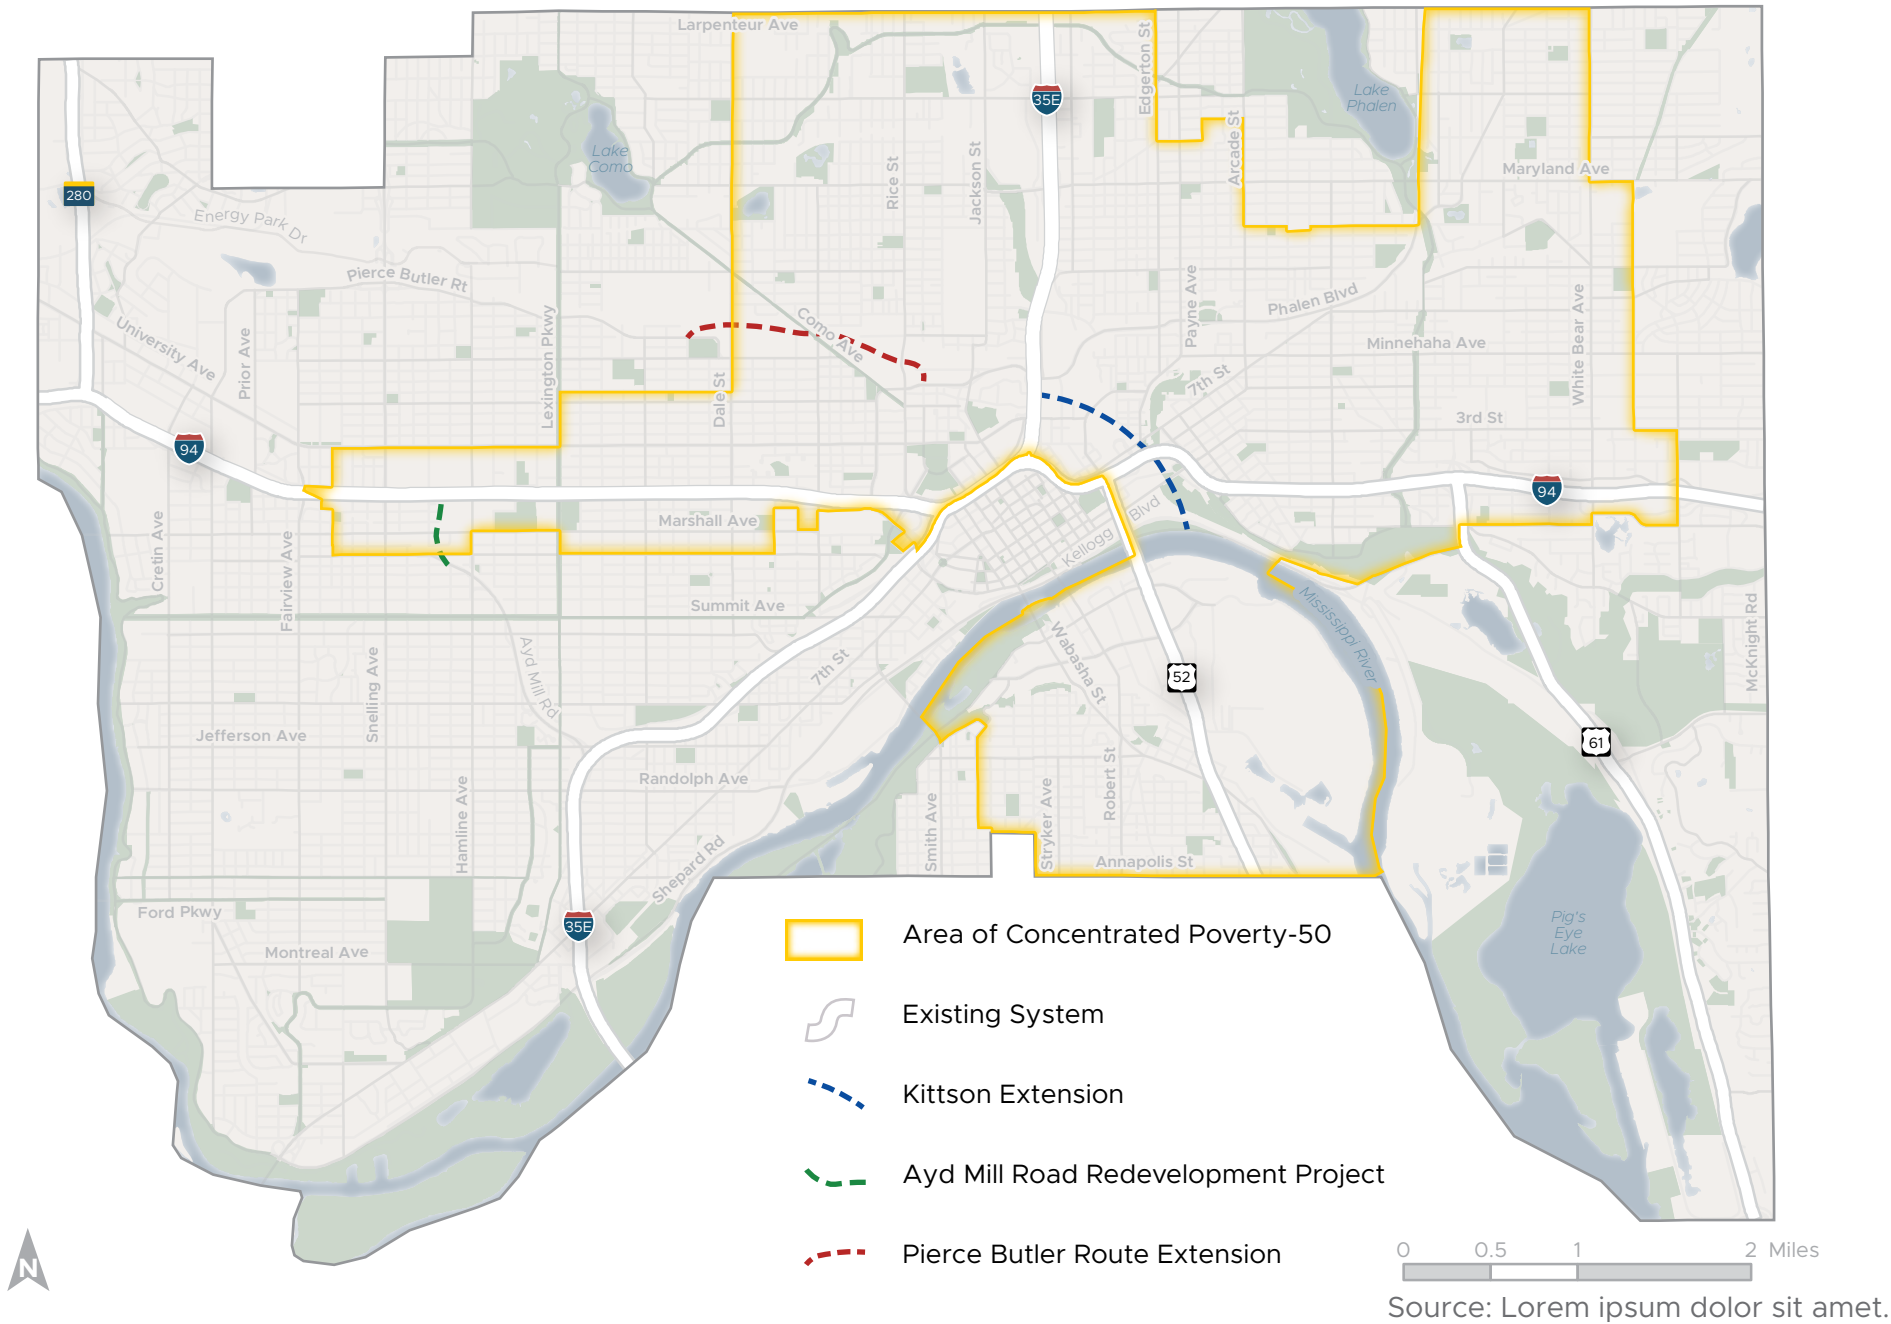 Larpenteur Ave
Edgerton St
35E
Lake
Phalen
Arcade St
Lake
Como
Rice St
Jackson St
Maryland Ave
280
Energy Park Dr
Pierce Butler Rt
Payne Ave
Phalen Blvd
White Bear Ave
University Ave
Prior Ave
Lexington Pkwy
Como Ave
Minnehaha Ave
Dale St
7th St
3rd St
94
94
Marshall Ave
Kellogg Blvd
Cretin Ave
Fairview Ave
Summit Ave
Mississippi River
McKnight Rd
Snelling Ave
Ayd Mill Rd
7th St
Wabasha St
52
61
Jefferson Ave
Randolph Ave
Hamline Ave
Smith Ave
Stryker Ave
Robert St
Shepard Rd
Annapolis St
Ford Pkwy
35E
Montreal Ave
Pig's
Eye
Lake
Area of Concentrated Poverty-50
Existing System
Kittson Extension
Ayd Mill Road Redevelopment Project
Pierce Butler Route Extension
N
0 0.5 1 2 Miles
Source: Lorem ipsum dolor sit amet.